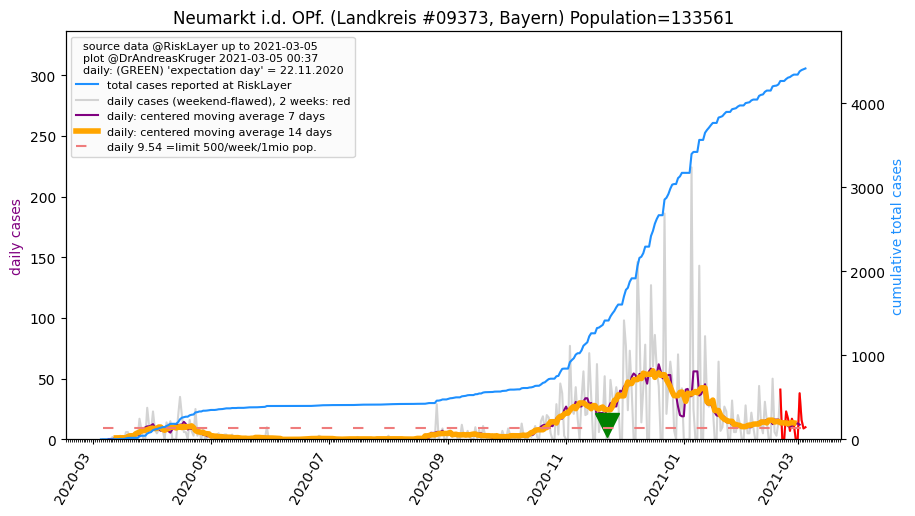 Neumarkt i.d. OPf. (Landkreis #09373, Bayern) Population=133561
source data @RiskLayer up to 2021-03-05
plot @DrAndreasKruger 2021-03-05 00:37
daily: (GREEN) 'expectation day' = 22.11.2020
total cases reported at RiskLayer
daily cases (weekend-flawed), 2 weeks: red
daily: centered moving average 7 days
daily: centered moving average 14 days
daily 9.54 =limit 500/week/1mio pop.
daily cases
300
250
200
150
100
50
0
cumulative total cases
4000
3000
2000
1000
0
2020-03
2020-05
2020-07
2020-09
2020-11
2021-01
2021-03